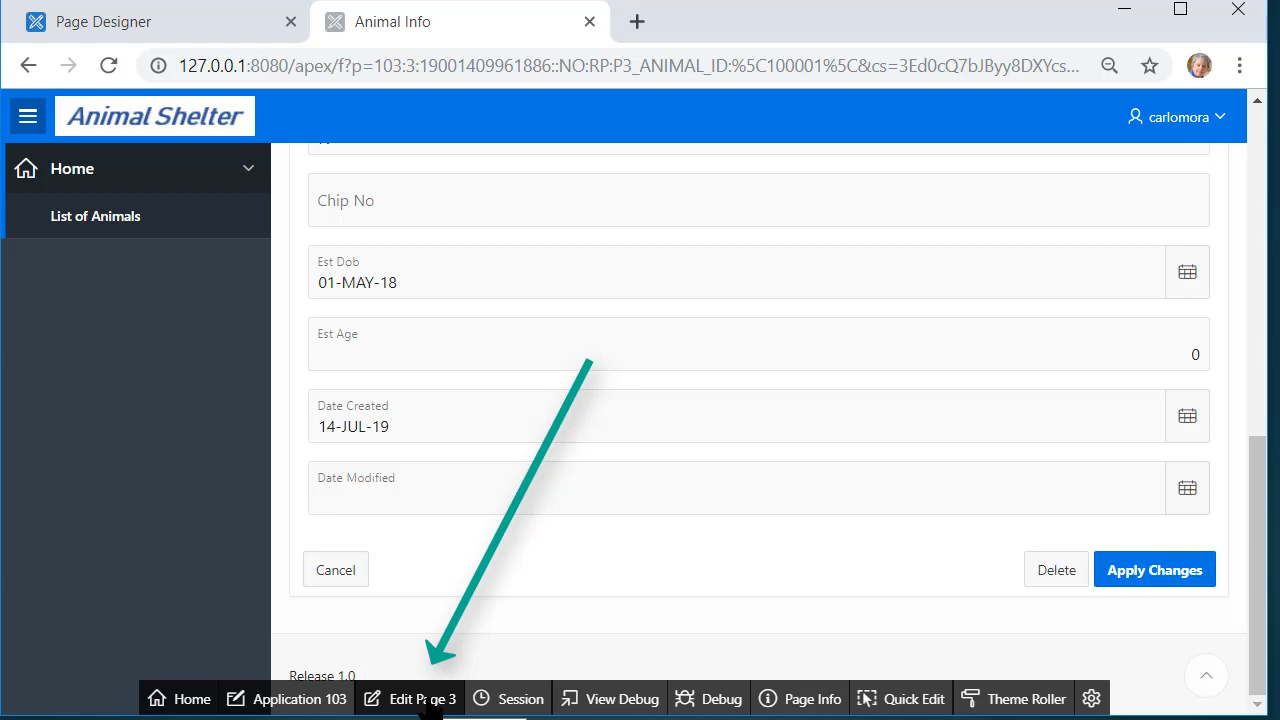 Page Designer
Animal Info
127.0.0.1:8080/apex/f?p=103:3:19001409961886::NO:RP:P3_ANIMAL_ID:%5C100001%5C&cs=3Ed0cQ7bJByy8DXYcs...
Animal Shelter
carlomora
Home
List of Animals
Chip No
Est Dob
01-MAY-18
Est Age
0
Date Created
14-JUL-19
Date Modified
Cancel
Delete
Apply Changes
Release 1.0
Home
Application 103
Edit Page 3
Session
View Debug
Debug
Page Info
Quick Edit
Theme Roller